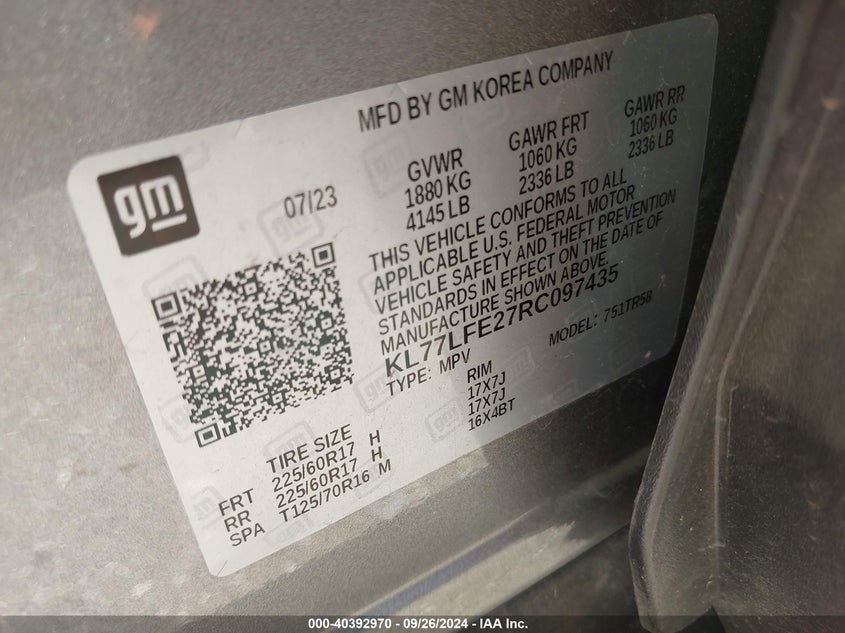 MFD BY GM KOREA COMPANY
gm
07/23
GVWR GAWR FRT GAWR RR
1880 KG 1060 KG 1060 KG
4145 LB 2336 LB 2336 LB
THIS VEHICLE CONFORMS TO ALL
APPLICABLE U.S. FEDERAL MOTOR
VEHICLE SAFETY AND THEFT PREVENTION
STANDARDS IN EFFECT ON THE DATE OF
MANUFACTURE SHOWN ABOVE.
KL77LFE27RC097435
TYPE: MPV MODEL: 751TR58
TIRE SIZE RIM
FRT 225/60R17 H 17X7J
RR 225/60R17 H 17X7J
SPA T125/70R16 M 16X4BT
000-40392970 - 09/26/2024 - IAA Inc.